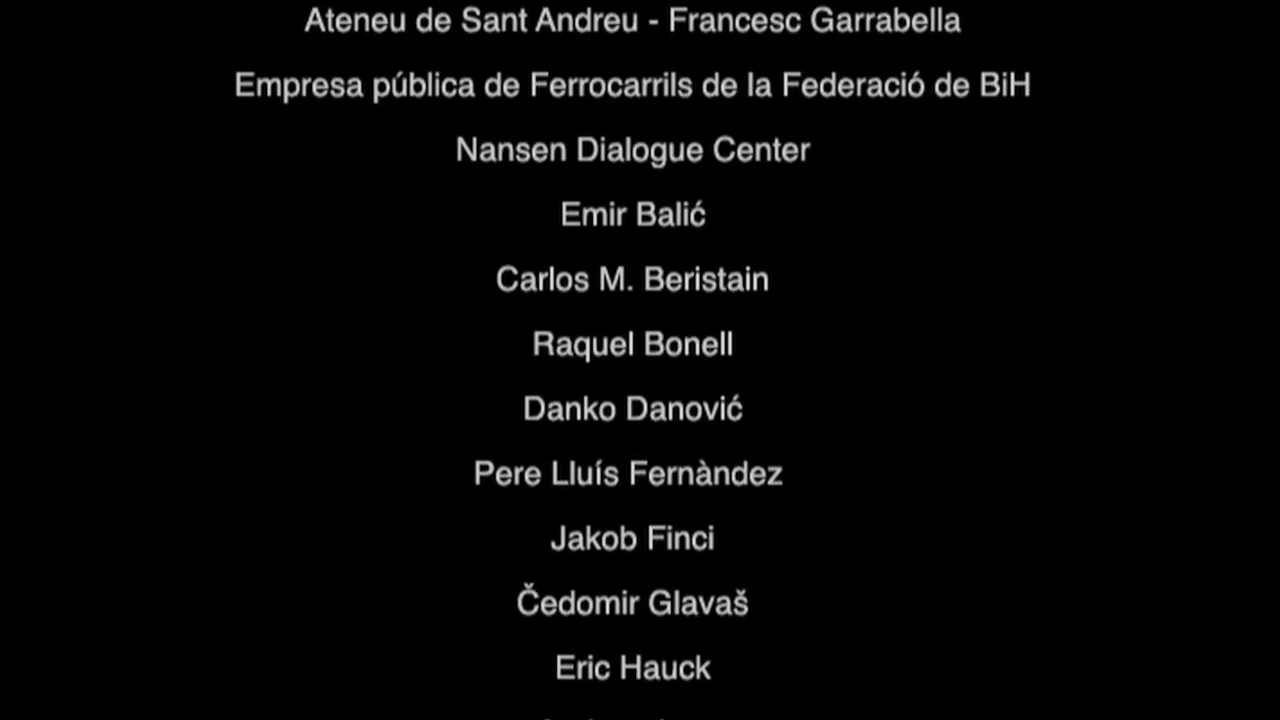 Ateneu de Sant Andreu - Francesc Garrabella
Empresa pública de Ferrocarrils de la Federació de BiH
Nansen Dialogue Center
Emir Balić
Carlos M. Beristain
Raquel Bonell
Danko Danović
Pere Lluís Fernàndez
Jakob Finci
Čedomir Glavaš
Eric Hauck